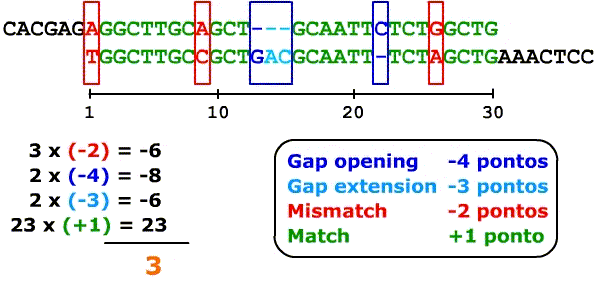 CACGAGAGGCTTGCAGCT---GCAATTCTCTGGCTG
TGGCTTGCCGCTGACGCAATT-TCTAGCTGAAACTCC
1 10 20 30
3 x (-2) = -6
2 x (-4) = -8
2 x (-3) = -6
23 x (+1) = 23
3
Gap opening -4 pontos
Gap extension -3 pontos
Mismatch -2 pontos
Match +1 ponto